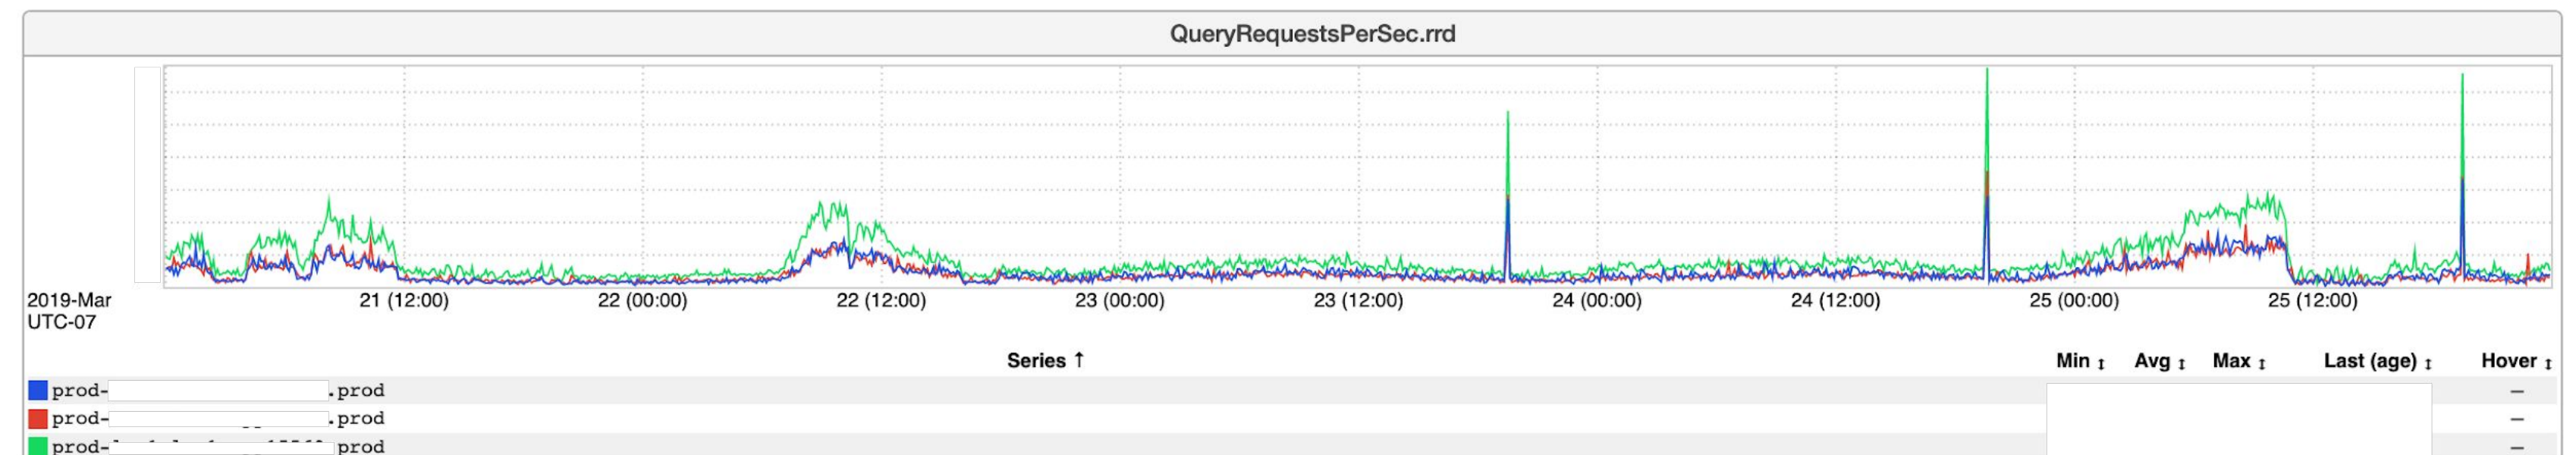 QueryRequestsPerSec.rrd
2019-Mar 21 (12:00) 22 (00:00) 22 (12:00) 23 (00:00) 23 (12:00) 24 (00:00) 24 (12:00) 25 (00:00) 25 (12:00)
UTC-07
Series ↑ Min ↕ Avg ↕ Max ↕ Last (age) ↕ Hover ↕
prod- .prod –
prod- .prod –
prod- prod –